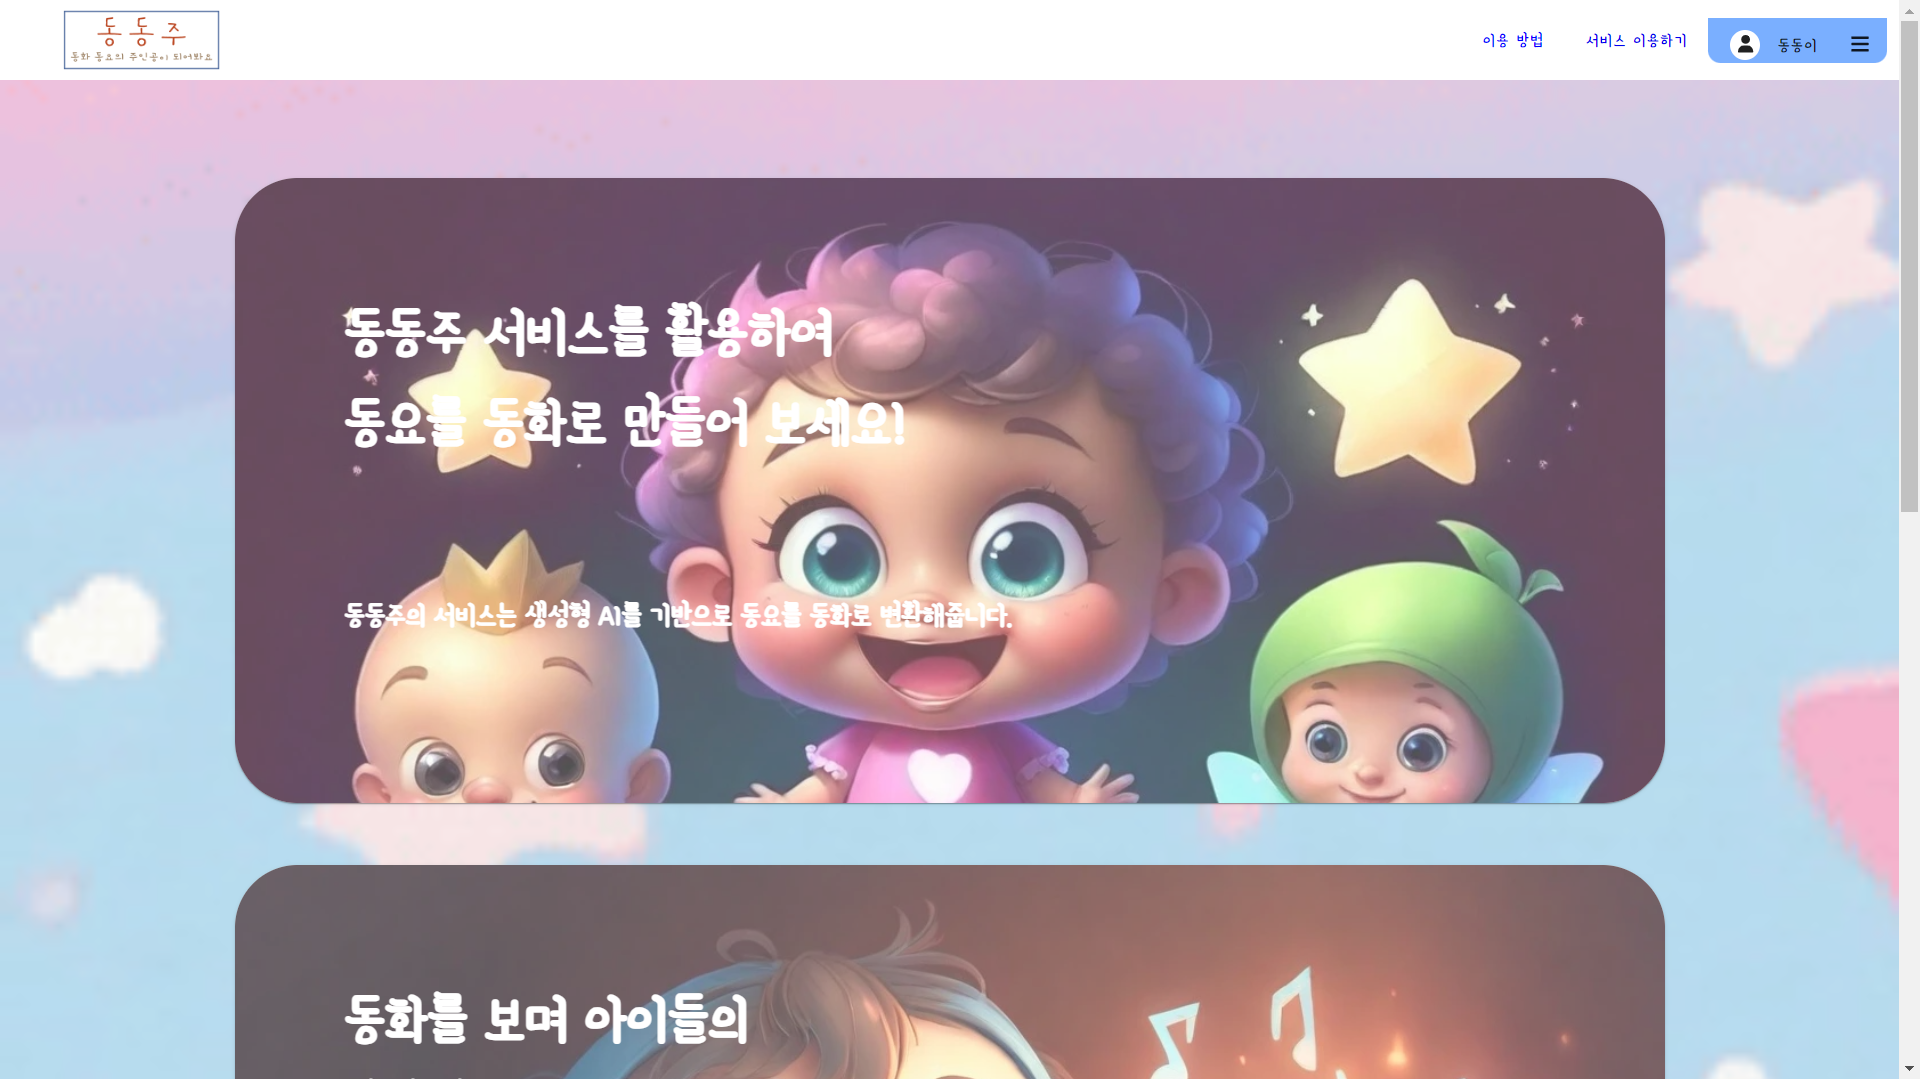 동동주
동화 동요의 주인공이 되어봐요
이용 방법
서비스 이용하기
동동이
동동주 서비스를 활용하여
동요를 동화로 만들어 보세요!
동동주의 서비스는 생성형 AI를 기반으로 동요를 동화로 변환해줍니다.
동화를 보며 아이들의